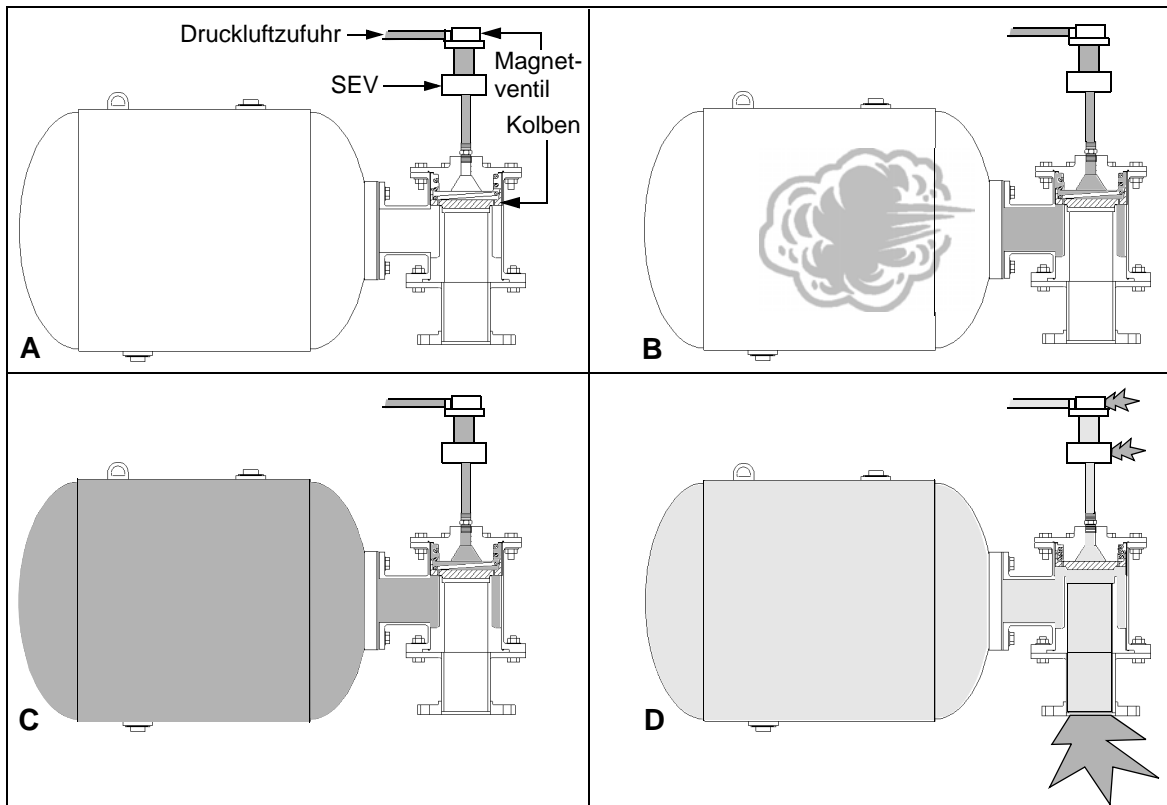 Druckluftzufuhr
SEV
Magnet-
ventil
Kolben
A
B
C
D